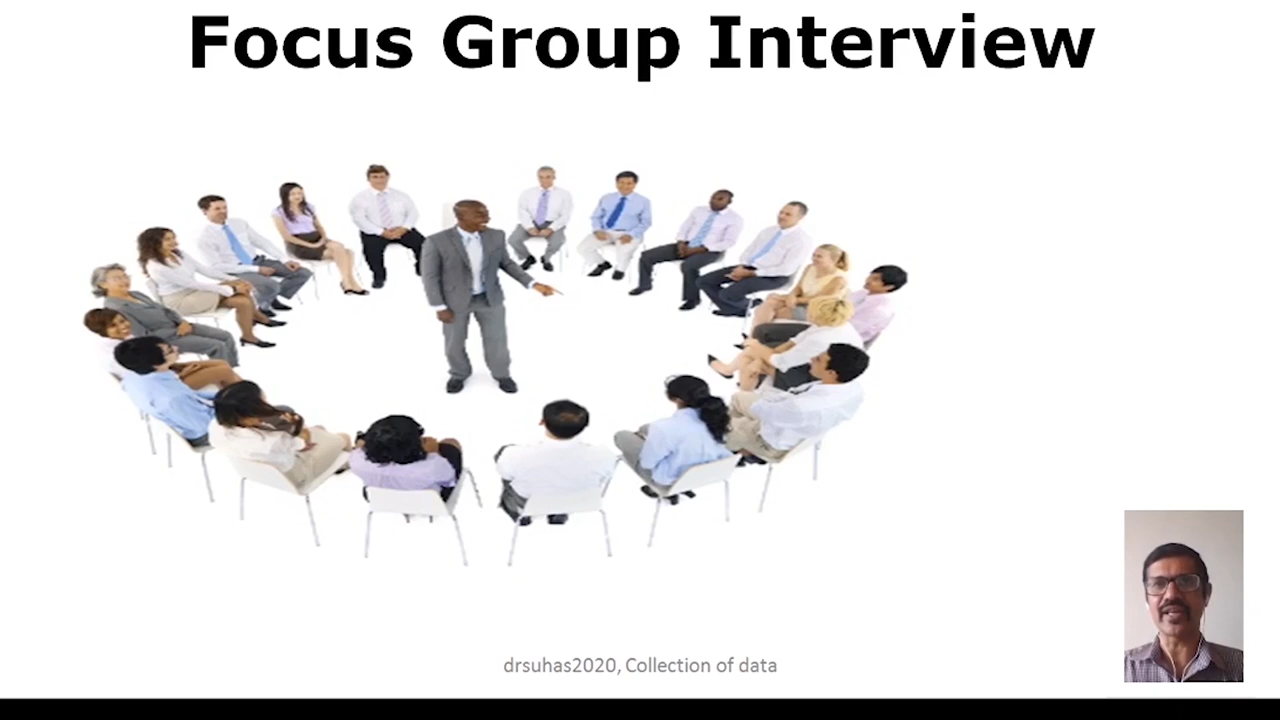 Focus Group Interview
drsuhas2020, Collection of data